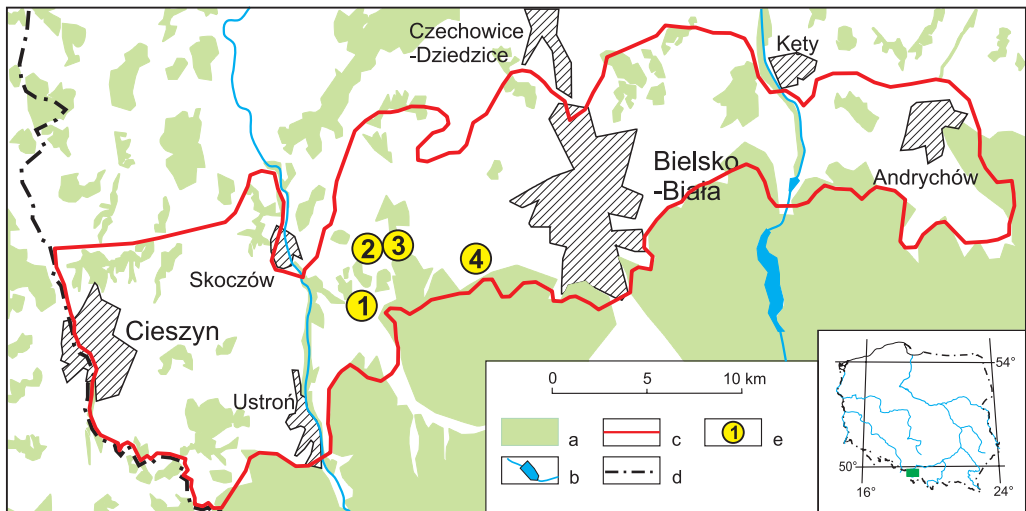 Czechowice
-Dziedzice
Kęty
Bielsko
-Biała
Andrychów
2
3
4
Skoczów
1
Cieszyn
Ustroń
0 5 10 km
a
c
1
e
b
d
54°
50°
16°
24°